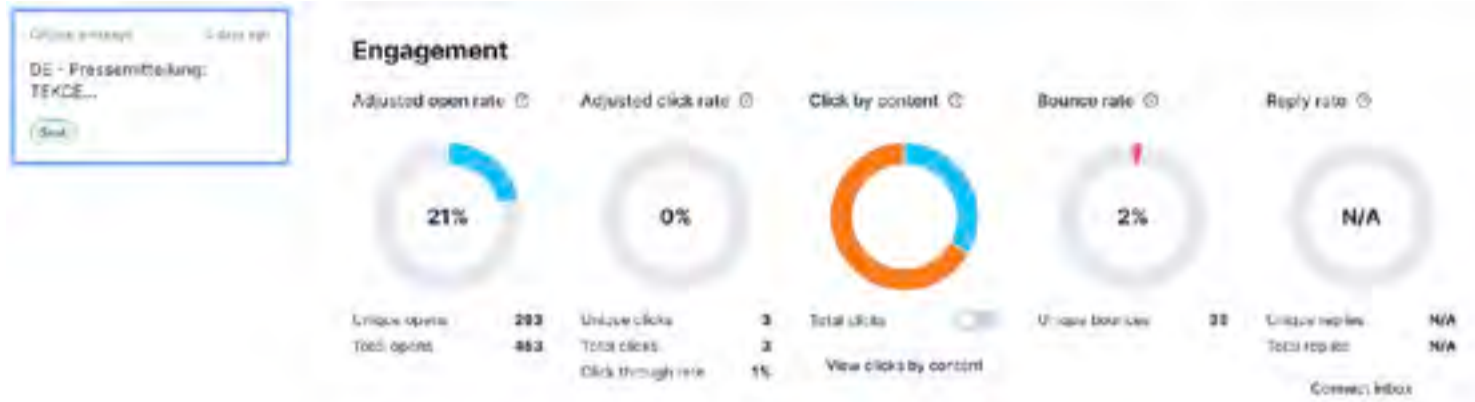 DE - Pressemitteilung:
TEKCE...
Sent
Engagement
Adjusted open rate
21%
Unique opens
Total opens
Adjusted click rate
0%
Unique clicks 3
Total clicks 3
Click through rate 1%
Click by content
Total clicks
View clicks by content
Bounce rate
2%
Unique bounces
Reply rate
N/A
Unique replies N/A
Total replies N/A
Connect inbox